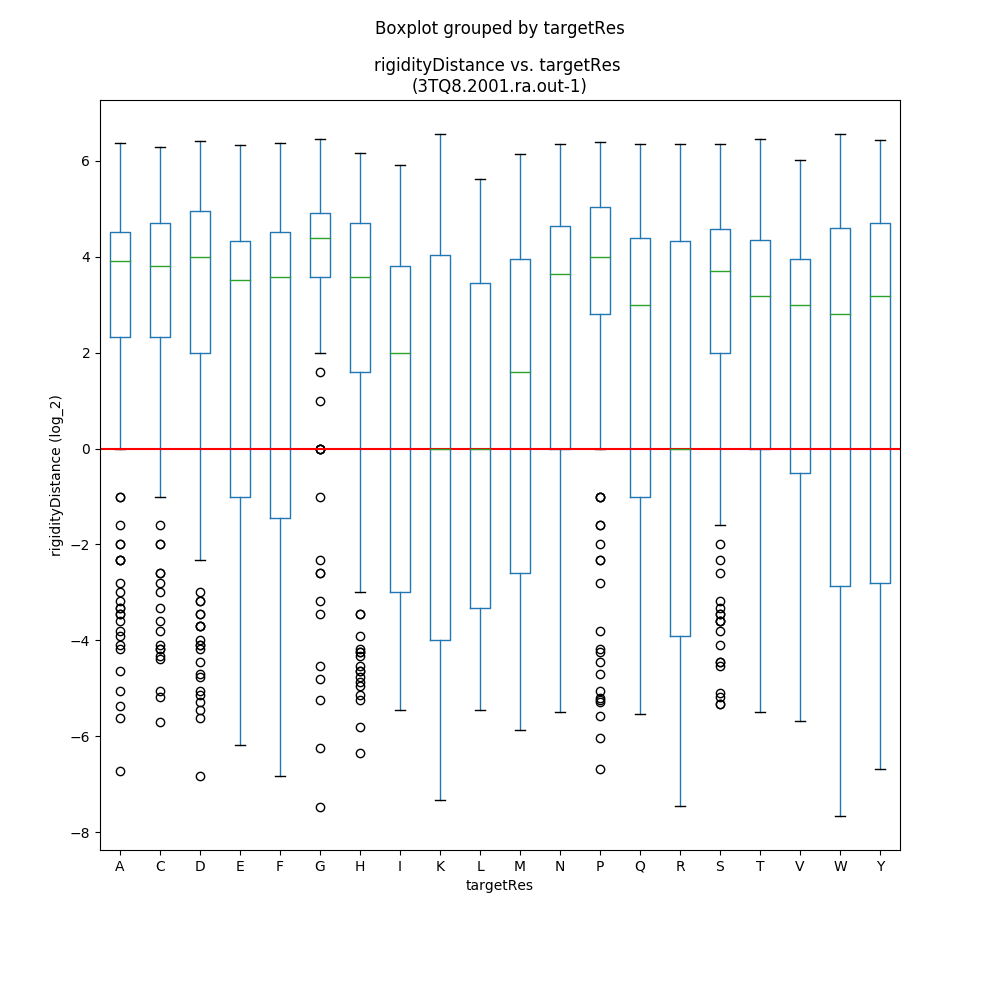 Boxplot grouped by targetRes
rigidityDistance vs. targetRes
(3TQ8.2001.ra.out-1)
6
4
2
0
−2
−4
−6
−8
rigidityDistance (log_2)
A C D E F G H I K L M N P Q R S T V W Y
targetRes